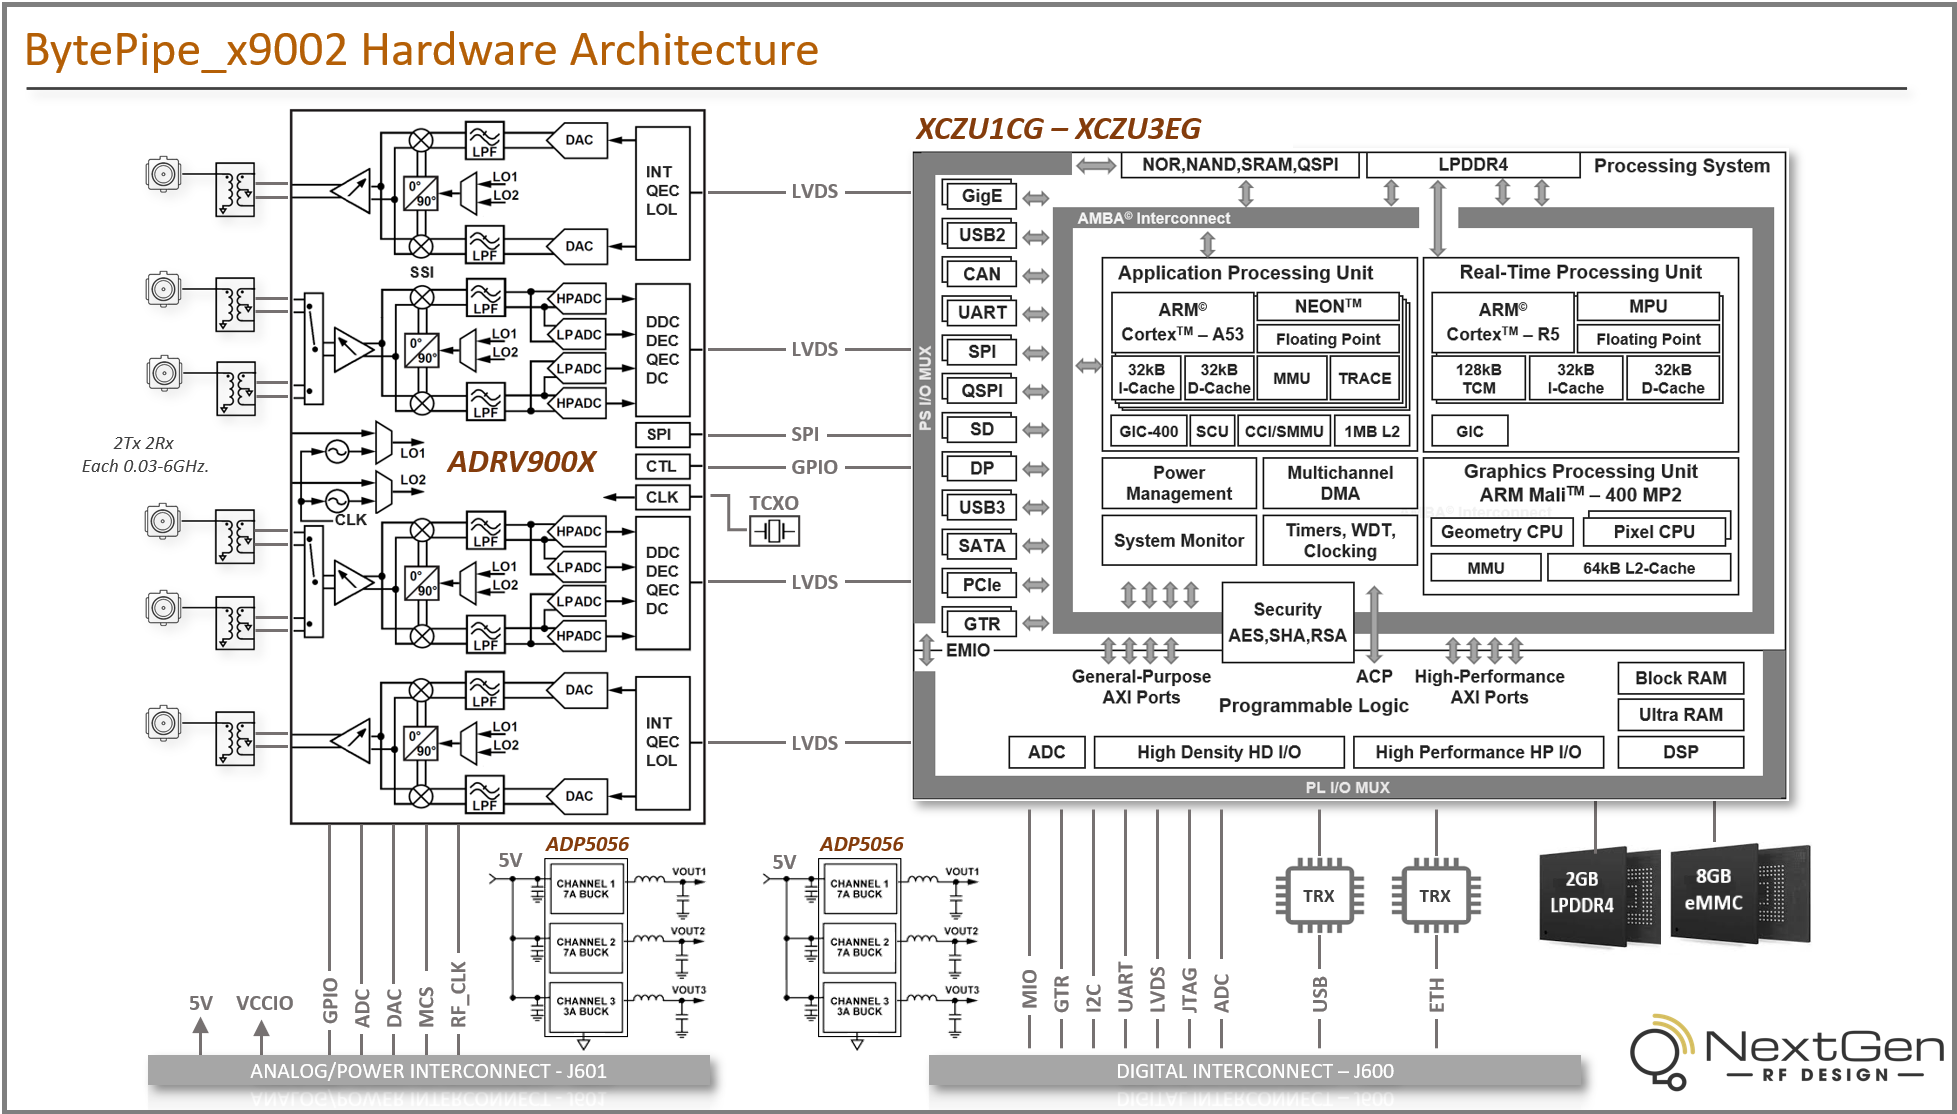 BytePipe_x9002 Hardware Architecture
2Tx 2Rx
Each 0.03-6GHz.
DAC
LPF
INT
QEC
LOL
0°
90°
LO1
LO2
LPF
DAC
SSI
LPF
HPADC
LPADC
DDC
DEC
QEC
DC
0°
90°
LO1
LO2
LPADC
HPADC
LPF
SPI
LO1
ADRV900X
CTL
LO2
CLK
CLK
LPF
HPADC
LPADC
DDC
DEC
QEC
DC
0°
90°
LO1
LO2
LPADC
HPADC
LPF
LPF
DAC
INT
QEC
LOL
0°
90°
LO1
LO2
LPF
DAC
LVDS
LVDS
SPI
GPIO
TCXO
LVDS
LVDS
XCZU1CG – XCZU3EG
NOR,NAND,SRAM,QSPI
LPDDR4
Processing System
PS I/O MUX
GigE
USB2
CAN
UART
SPI
QSPI
SD
DP
USB3
SATA
PCIe
GTR
EMIO
AMBA© Interconnect
Application Processing Unit
ARM©
Cortex™ – A53
NEON™
Floating Point
32kB
I-Cache
32kB
D-Cache
MMU
TRACE
GIC-400
SCU
CCI/SMMU
1MB L2
Real-Time Processing Unit
ARM©
Cortex™ – R5
MPU
Floating Point
128kB
TCM
32kB
I-Cache
32kB
D-Cache
GIC
Power
Management
Multichannel
DMA
System Monitor
Timers, WDT,
Clocking
Graphics Processing Unit
ARM Mali™ – 400 MP2
Geometry CPU
Pixel CPU
MMU
64kB L2-Cache
Security
AES,SHA,RSA
General-Purpose
AXI Ports
ACP
High-Performance
AXI Ports
Programmable Logic
Block RAM
Ultra RAM
DSP
ADC
High Density HD I/O
High Performance HP I/O
PL I/O MUX
5V
VCCIO
GPIO
ADC
DAC
MCS
RF_CLK
ADP5056
5V
CHANNEL 1
7A BUCK
VOUT1
CHANNEL 2
7A BUCK
VOUT2
CHANNEL 3
3A BUCK
VOUT3
ADP5056
5V
CHANNEL 1
7A BUCK
VOUT1
CHANNEL 2
7A BUCK
VOUT2
CHANNEL 3
3A BUCK
VOUT3
MIO
GTR
I2C
UART
LVDS
JTAG
ADC
TRX
USB
TRX
ETH
2GB
LPDDR4
8GB
eMMC
ANALOG/POWER INTERCONNECT - J601
DIGITAL INTERCONNECT – J600
NextGen
RF DESIGN